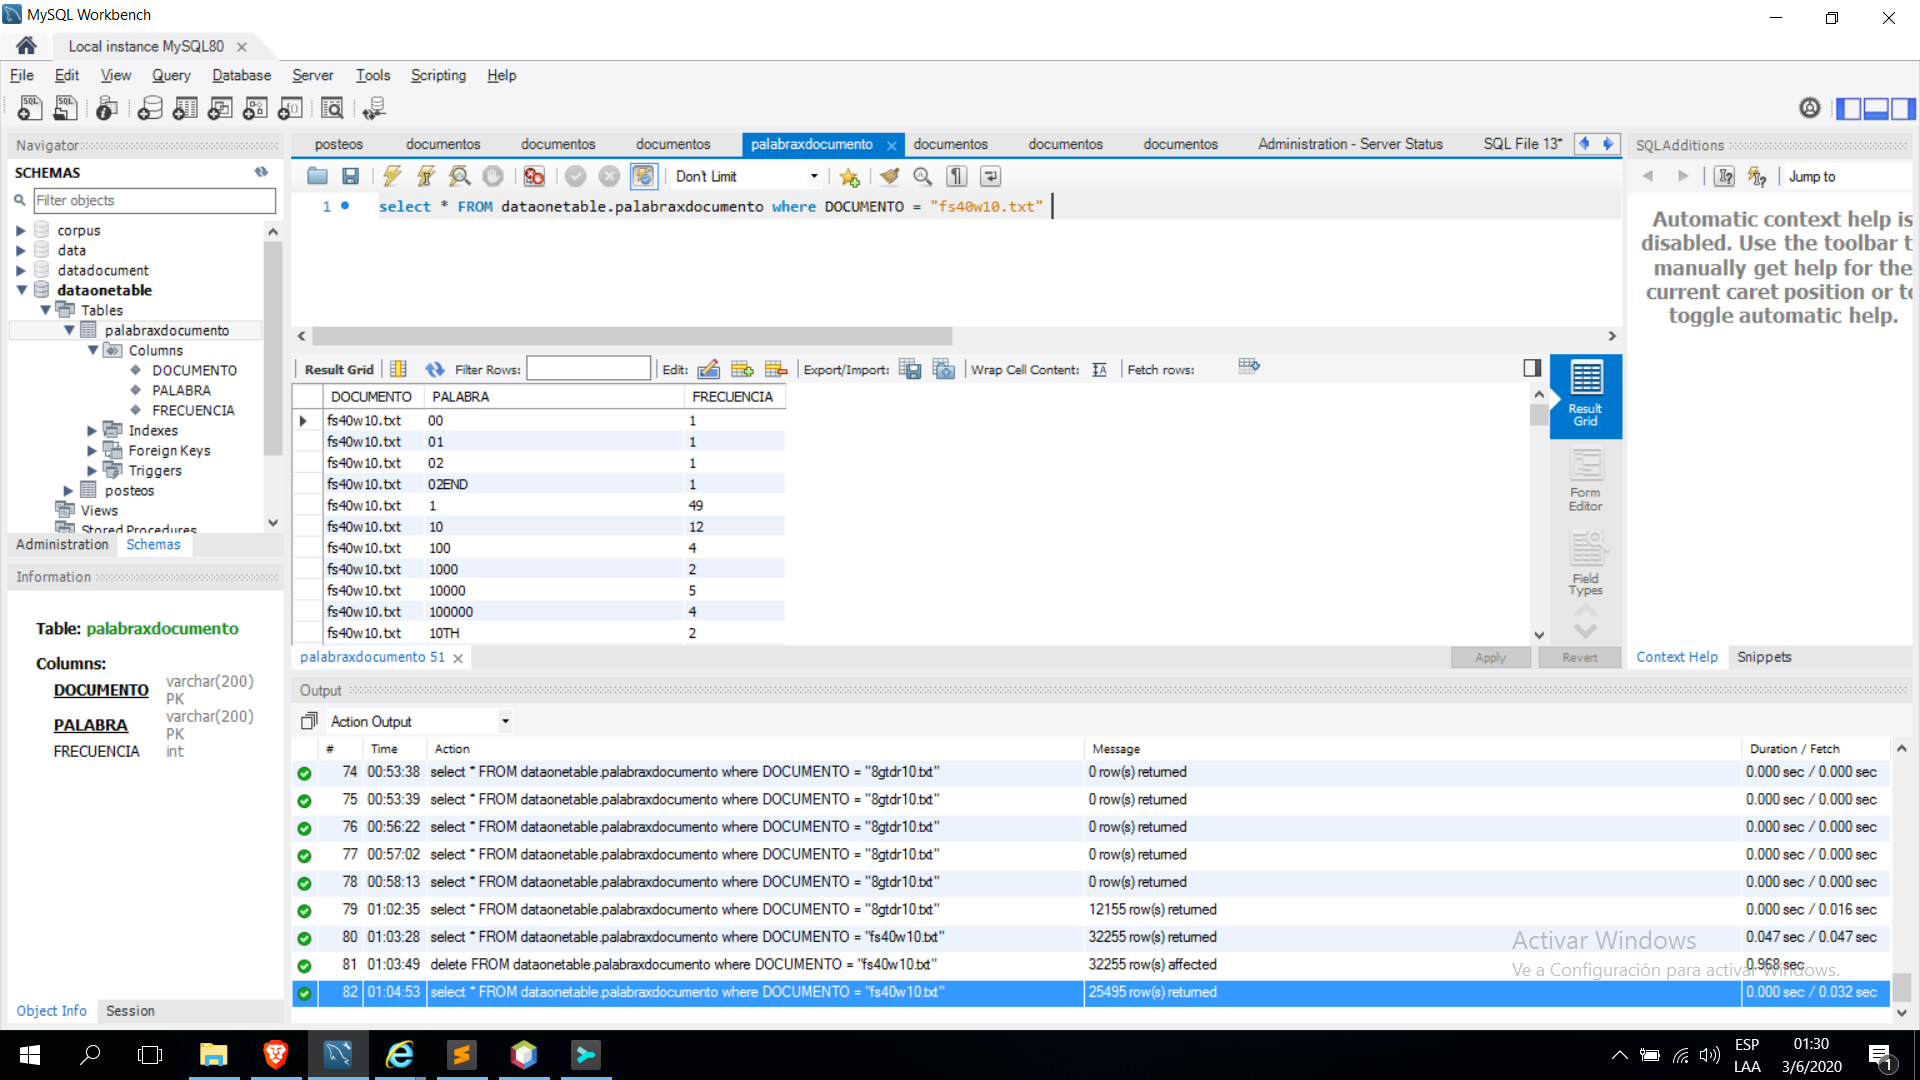 MySQL Workbench
Local instance MySQL80
File Edit View Query Database Server Tools Scripting Help
Navigator
SCHEMAS
Filter objects
corpus
data
datadocument
dataonetable
Tables
palabraxdocumento
Columns
DOCUMENTO
PALABRA
FRECUENCIA
Indexes
Foreign Keys
Triggers
posteos
Views
Stored Procedures
Administration Schemas
Information
Table: palabraxdocumento
Columns:
DOCUMENTO varchar(200) PK
PALABRA varchar(200) PK
FRECUENCIA int
Object Info Session
posteos documentos documentos documentos palabraxdocumento documentos documentos documentos Administration - Server Status SQL File 13*
Don't Limit
1 select * FROM dataonetable.palabraxdocumento where DOCUMENTO = "fs40w10.txt"
Result Grid Filter Rows: Edit: Export/Import: Wrap Cell Content: Fetch rows:
DOCUMENTO PALABRA FRECUENCIA
fs40w10.txt 00 1
fs40w10.txt 01 1
fs40w10.txt 02 1
fs40w10.txt 02END 1
fs40w10.txt 1 49
fs40w10.txt 10 12
fs40w10.txt 100 4
fs40w10.txt 1000 2
fs40w10.txt 10000 5
fs40w10.txt 100000 4
fs40w10.txt 10TH 2
Result Grid
Form Editor
Field Types
palabraxdocumento 51
Apply Revert
SQLAdditions
Jump to
Automatic context help is
disabled. Use the toolbar t
manually get help for the
current caret position or to
toggle automatic help.
Context Help Snippets
Output
Action Output
# Time Action Message Duration / Fetch
74 00:53:38 select * FROM dataonetable.palabraxdocumento where DOCUMENTO = "8gtdr10.txt" 0 row(s) returned 0.000 sec / 0.000 sec
75 00:53:39 select * FROM dataonetable.palabraxdocumento where DOCUMENTO = "8gtdr10.txt" 0 row(s) returned 0.000 sec / 0.000 sec
76 00:56:22 select * FROM dataonetable.palabraxdocumento where DOCUMENTO = "8gtdr10.txt" 0 row(s) returned 0.000 sec / 0.000 sec
77 00:57:02 select * FROM dataonetable.palabraxdocumento where DOCUMENTO = "8gtdr10.txt" 0 row(s) returned 0.000 sec / 0.000 sec
78 00:58:13 select * FROM dataonetable.palabraxdocumento where DOCUMENTO = "8gtdr10.txt" 0 row(s) returned 0.000 sec / 0.000 sec
79 01:02:35 select * FROM dataonetable.palabraxdocumento where DOCUMENTO = "8gtdr10.txt" 12155 row(s) returned 0.000 sec / 0.016 sec
80 01:03:28 select * FROM dataonetable.palabraxdocumento where DOCUMENTO = "fs40w10.txt" 32255 row(s) returned 0.047 sec / 0.047 sec
81 01:03:49 delete FROM dataonetable.palabraxdocumento where DOCUMENTO = "fs40w10.txt" 32255 row(s) affected 0.968 sec
82 01:04:53 select * FROM dataonetable.palabraxdocumento where DOCUMENTO = "fs40w10.txt" 25495 row(s) returned 0.000 sec / 0.032 sec
Activar Windows
Ve a Configuración para activar Windows.
ESP 01:30
LAA 3/6/2020
1